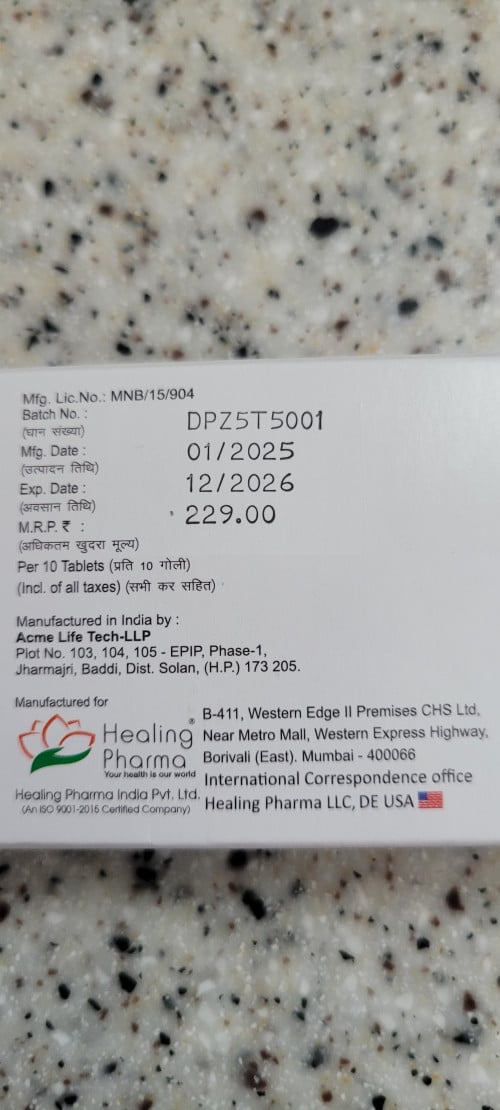 Mfg. Lic.No.: MNB/15/904
Batch No. : DPZ5T5001
(घान संख्या)
Mfg. Date : 01/2025
(उत्पादन तिथि)
Exp. Date : 12/2026
(अवसान तिथि)
M.R.P. ₹ : 229.00
(अधिकतम खुदरा मूल्य)
Per 10 Tablets (प्रति 10 गोली)
(Incl. of all taxes) (सभी कर सहित)
Manufactured in India by :
Acme Life Tech-LLP
Plot No. 103, 104, 105 - EPIP, Phase-1,
Jharmajri, Baddi, Dist. Solan, (H.P.) 173 205.
Manufactured for
Healing®
Pharma
Your health is our world
Healing Pharma India Pvt. Ltd.
(An ISO 9001-2015 Certified Company)
B-411, Western Edge II Premises CHS Ltd,
Near Metro Mall, Western Express Highway,
Borivali (East). Mumbai - 400066
International Correspondence office
Healing Pharma LLC, DE USA